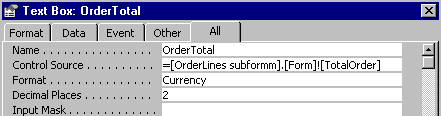 Text Box: OrderTotal
Format Data Event Other All
Name . . . . . . . . . . . . . . . . OrderTotal
Control Source . . . . . . . . . =[OrderLines subformm].[Form]![TotalOrder]
Format . . . . . . . . . . . . . . . Currency
Decimal Places . . . . . . . . 2
Input Mask . . . . . . . . . . . .